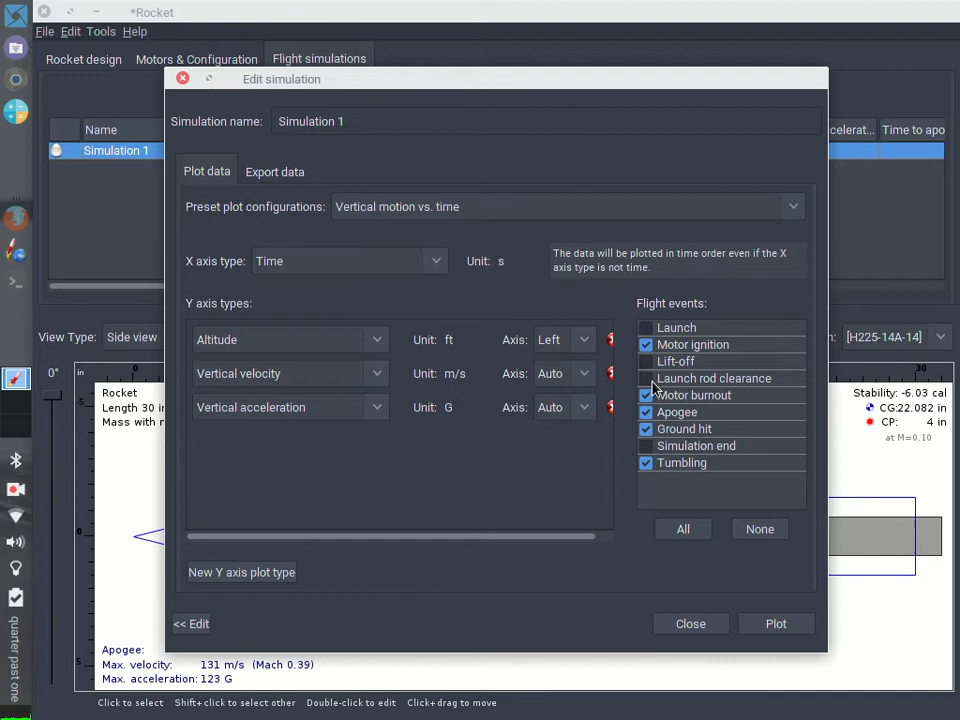 *Rocket
File Edit Tools Help
Rocket design Motors & Configuration Flight simulations
Edit simulation
Simulation name: Simulation 1
Name
celerat... Time to apo
Simulation 1
Plot data Export data
Preset plot configurations: Vertical motion vs. time
X axis type: Time Unit: s
The data will be plotted in time order even if the X
axis type is not time.
Y axis types:
Flight events:
Altitude Unit: ft Axis: Left
Vertical velocity Unit: m/s Axis: Auto
Vertical acceleration Unit: G Axis: Auto
Launch
Motor ignition
Lift-off
Launch rod clearance
Motor burnout
Apogee
Ground hit
Simulation end
Tumbling
All None
New Y axis plot type
<< Edit Close Plot
View Type: Side view
[H225-14A-14]
0°
in 0 30
Rocket
Length 30 in
Mass with m
Stability: 6.03 cal
CG:22.082 in
CP: 4 in
at M=0.10
0
5
Apogee:
Max. velocity: 131 m/s (Mach 0.39)
Max. acceleration: 123 G
Click to select Shift+click to select other Double-click to edit Click+drag to move
quarter past one